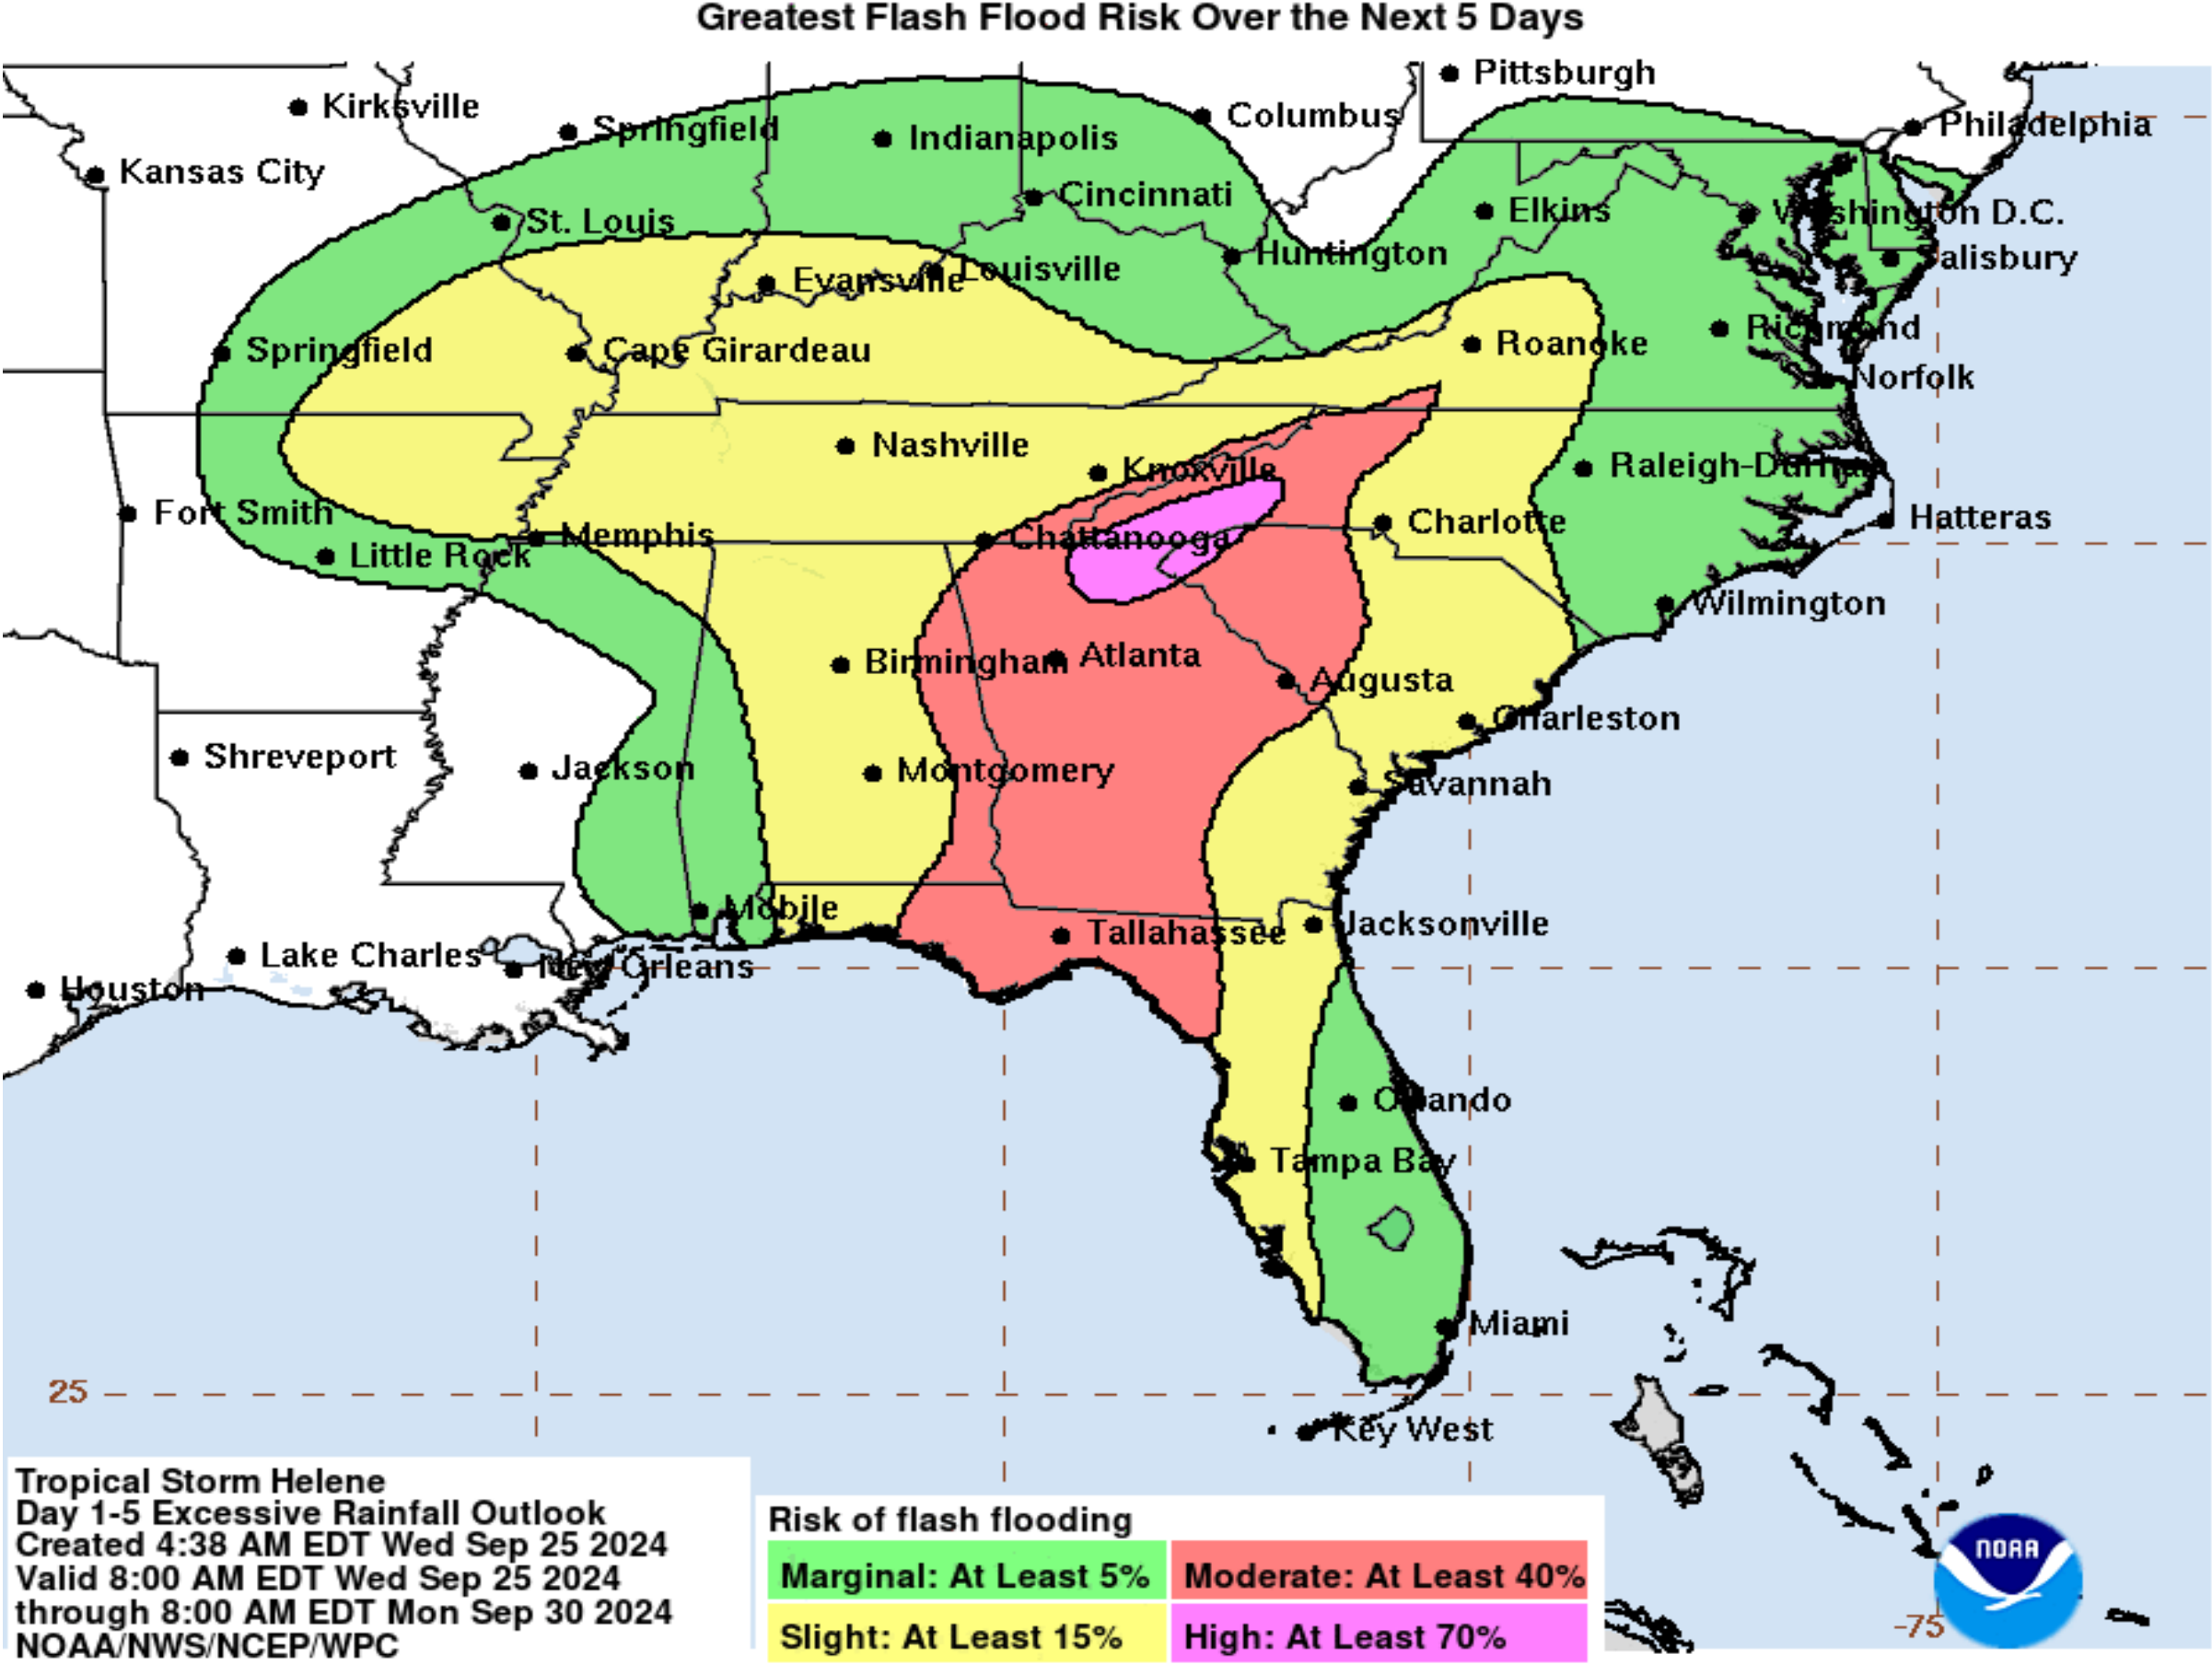 Greatest Flash Flood Risk Over the Next 5 Days
Pittsburgh
Kirksville
Springfield
Indianapolis
Columbus
Philadelphia
Kansas City
Cincinnati
St. Louis
Elkins
Washington D.C.
Evansville
Louisville
Huntington
Salisbury
Springfield
Cape Girardeau
Roanoke
Richmond
Norfolk
Nashville
Knoxville
Raleigh-Durham
Fort Smith
Memphis
Chattanooga
Charlotte
Hatteras
Little Rock
Wilmington
Birmingham
Atlanta
Augusta
Charleston
Shreveport
Jackson
Montgomery
Savannah
Mobile
Tallahassee
Jacksonville
Lake Charles
New Orleans
Houston
Orlando
Tampa Bay
Miami
25
Key West
Tropical Storm Helene
Day 1-5 Excessive Rainfall Outlook
Created 4:38 AM EDT Wed Sep 25 2024
Valid 8:00 AM EDT Wed Sep 25 2024
through 8:00 AM EDT Mon Sep 30 2024
NOAA/NWS/NCEP/WPC
Risk of flash flooding
Marginal: At Least 5%
Moderate: At Least 40%
Slight: At Least 15%
High: At Least 70%
NOAA
-75